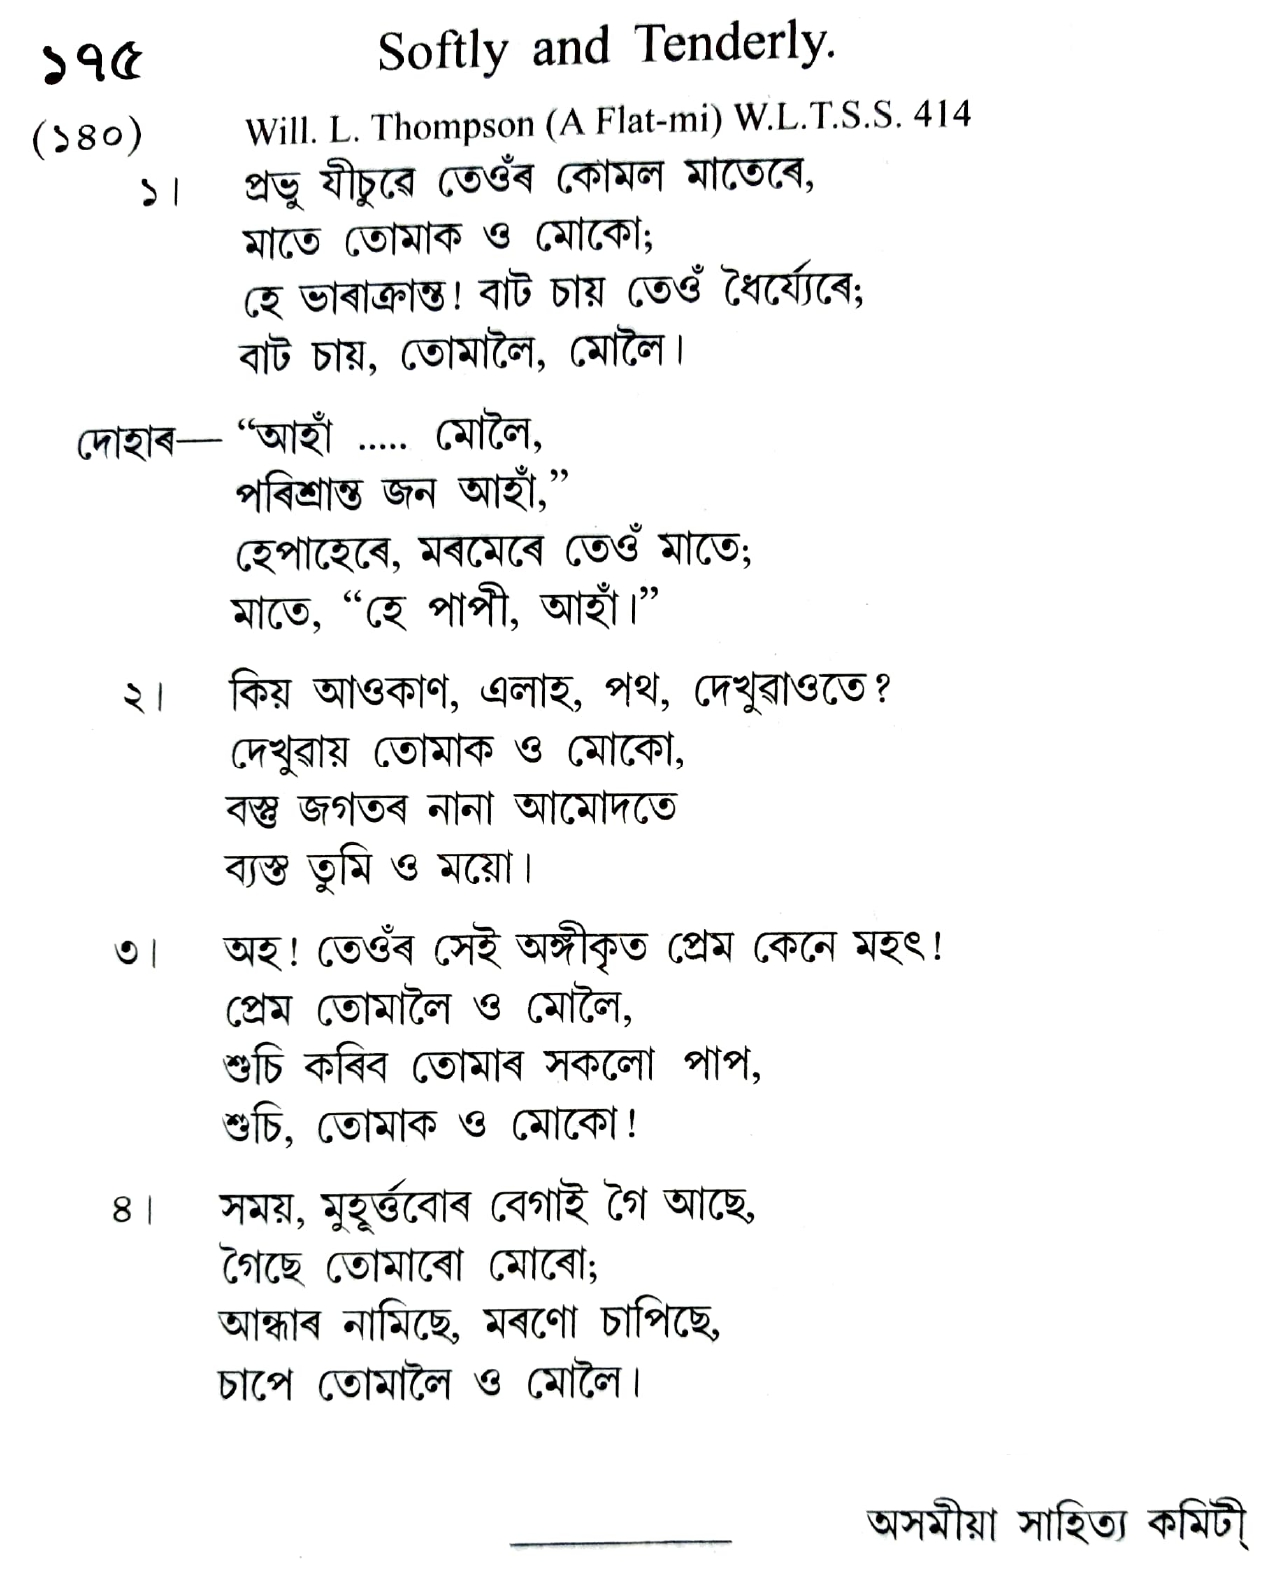 ১৭৫ Softly and Tenderly.
(১৪০) Will. L. Thompson (A Flat-mi) W.L.T.S.S. 414
১। প্ৰভু যীচুৱে তেওঁৰ কোমল মাতেৰে,
মাতে তোমাক ও মোকো;
হে ভাৰাক্ৰান্ত! বাট চায় তেওঁ ধৈৰ্য্যেৰে;
বাট চায়, তোমালৈ, মোলৈ।
দোহাৰ— “আহাঁ ..... মোলৈ,
পৰিশ্ৰান্ত জন আহাঁ,”
হেপাহেৰে, মৰমেৰে তেওঁ মাতে;
মাতে, “হে পাপী, আহাঁ।”
২। কিয় আওকাণ, এলাহ, পথ, দেখুৱাওতে?
দেখুৱায় তোমাক ও মোকো,
বস্তু জগতৰ নানা আমোদতে
ব্যস্ত তুমি ও ময়ো।
৩। অহ! তেওঁৰ সেই অঙ্গীকৃত প্ৰেম কেনে মহৎ!
প্ৰেম তোমালৈ ও মোলৈ,
শুচি কৰিব তোমাৰ সকলো পাপ,
শুচি, তোমাক ও মোকো!
৪। সময়, মুহূৰ্ত্তবোৰ বেগাই গৈ আছে,
গৈছে তোমাৰো মোৰো;
আন্ধাৰ নামিছে, মৰণো চাপিছে,
চাপে তোমালৈ ও মোলৈ।
অসমীয়া সাহিত্য কমিটী